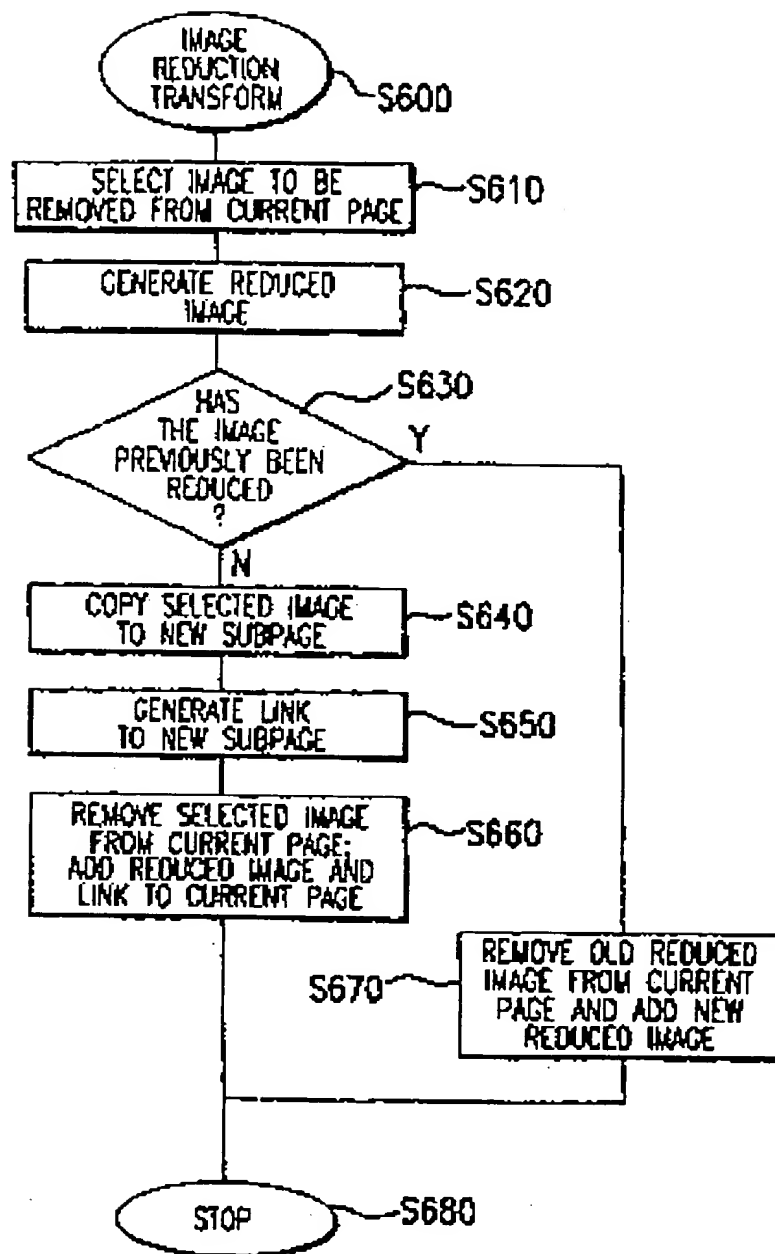 IMAGE
REDUCTION
TRANSFORM
S600
SELECT IMAGE TO BE
REMOVED FROM CURRENT PAGE
S610
GENERATE REDUCED
IMAGE
S620
S630
HAS
THE IMAGE
PREVIOUSLY BEEN
REDUCED
?
Y
N
COPY SELECTED IMAGE
TO NEW SUBPAGE
S640
GENERATE LINK
TO NEW SUBPAGE
S650
REMOVE SELECTED IMAGE
FROM CURRENT PAGE;
ADD REDUCED IMAGE AND
LINK TO CURRENT PAGE
S660
REMOVE OLD REDUCED
IMAGE FROM CURRENT
PAGE AND ADD NEW
REDUCED IMAGE
S670
STOP
S680